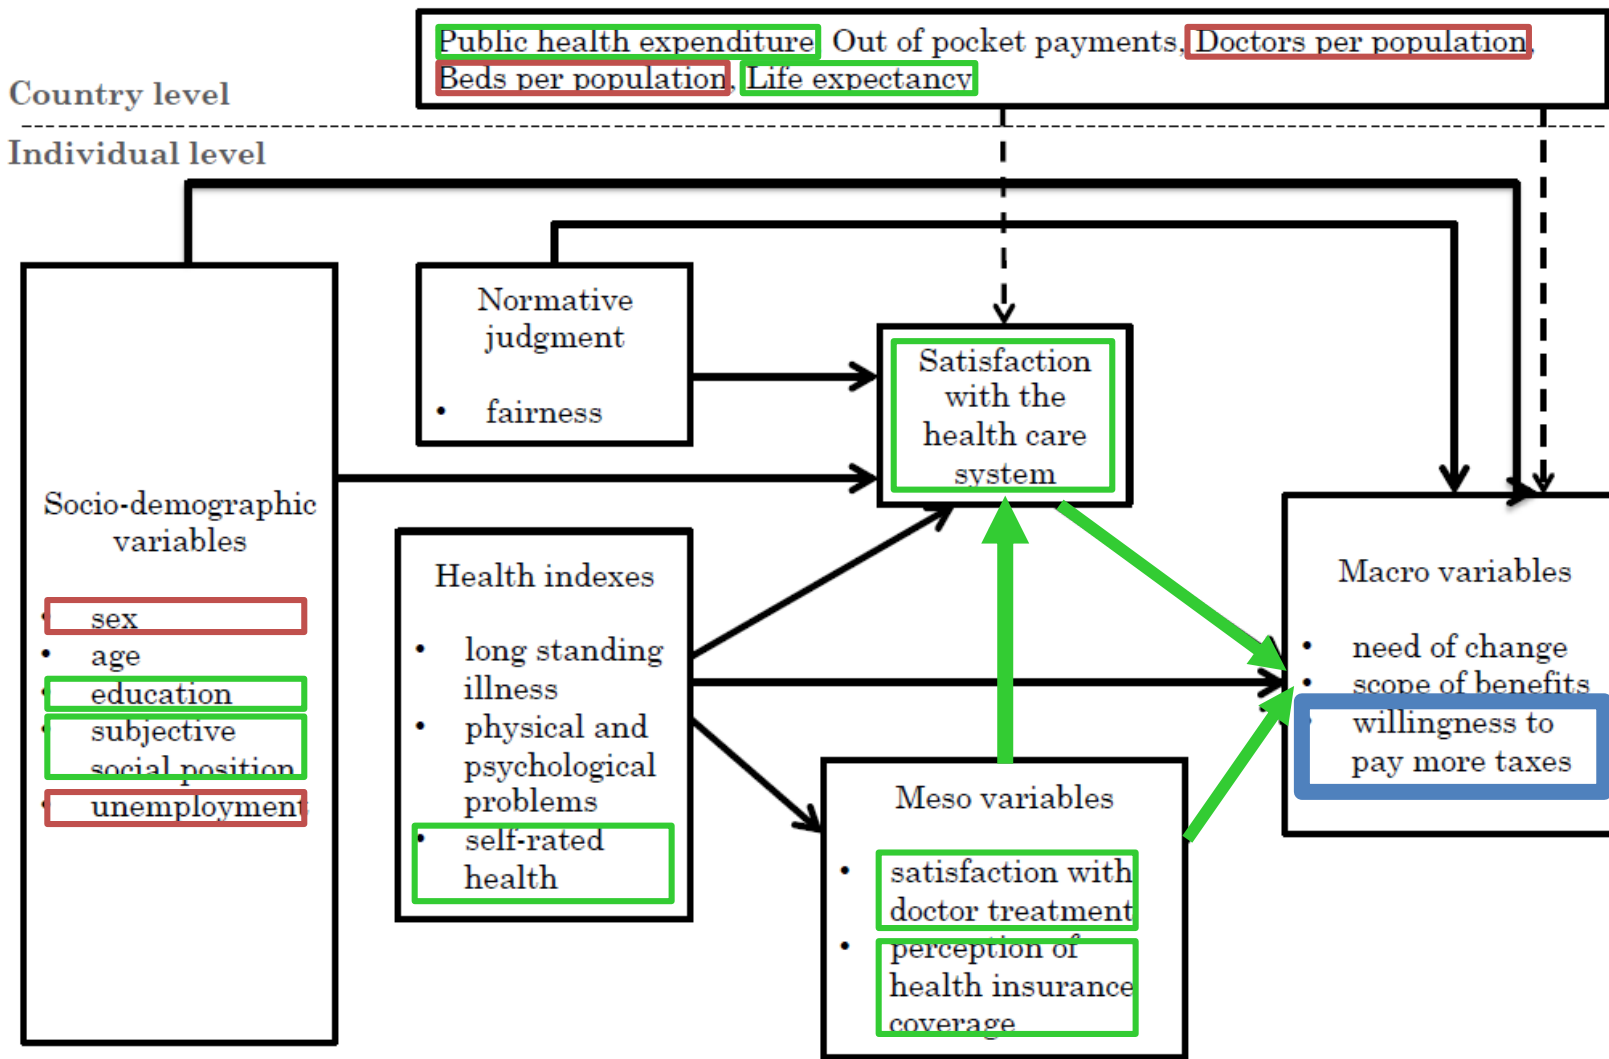 Public health expenditure Out of pocket payments, Doctors per population,
Beds per population, Life expectancy
Country level
Individual level
Normative
judgment
• fairness
Satisfaction
with the
health care
system
Socio-demographic
variables
• sex
• age
• education
• subjective
social position
• unemployment
Health indexes
• long standing
illness
• physical and
psychological
problems
• self-rated
health
Meso variables
• satisfaction with
doctor treatment
• perception of
health insurance
coverage
Macro variables
• need of change
• scope of benefits
• willingness to
pay more taxes